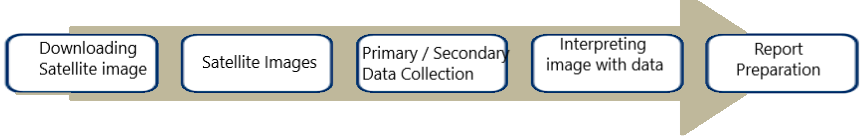 Downloading
Satellite image
Satellite Images
Primary / Secondary
Data Collection
Interpreting
image with data
Report
Preparation